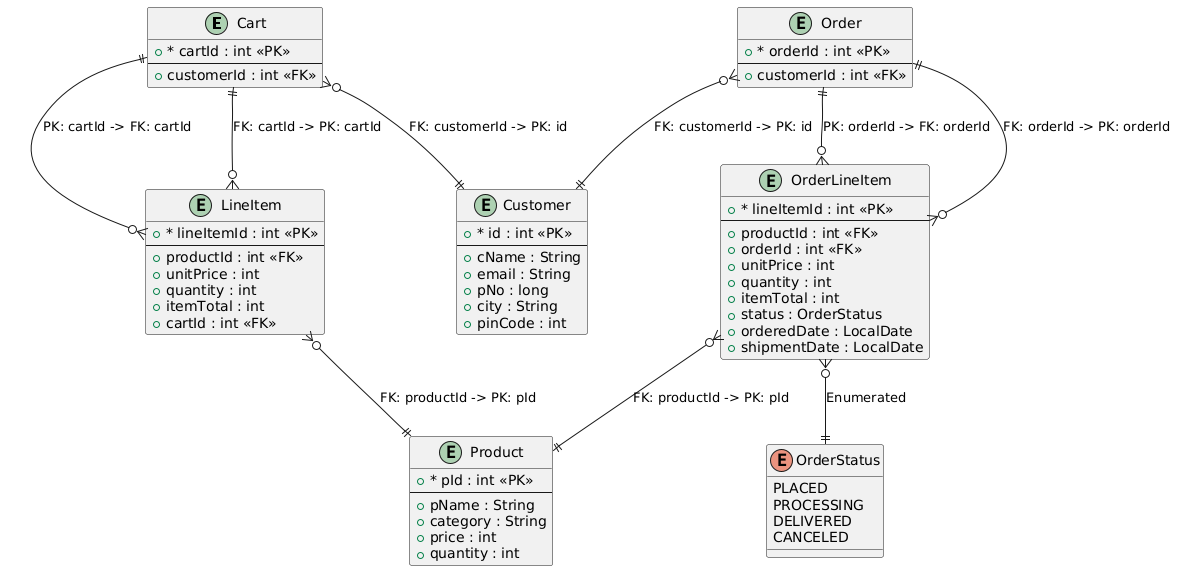 E Cart
* cartId : int «PK»
customerId : int «FK»
E Order
* orderId : int «PK»
customerId : int «FK»
PK: cartId -> FK: cartId
FK: cartId -> PK: cartId
FK: customerId -> PK: id
FK: customerId -> PK: id
PK: orderId -> FK: orderId
FK: orderId -> PK: orderId
E LineItem
* lineItemId : int «PK»
productId : int «FK»
unitPrice : int
quantity : int
itemTotal : int
cartId : int «FK»
E Customer
* id : int «PK»
cName : String
email : String
pNo : long
city : String
pinCode : int
E OrderLineItem
* lineItemId : int «PK»
productId : int «FK»
orderId : int «FK»
unitPrice : int
quantity : int
itemTotal : int
status : OrderStatus
orderedDate : LocalDate
shipmentDate : LocalDate
FK: productId -> PK: pId
FK: productId -> PK: pId
Enumerated
E Product
* pId : int «PK»
pName : String
category : String
price : int
quantity : int
E OrderStatus
PLACED
PROCESSING
DELIVERED
CANCELED